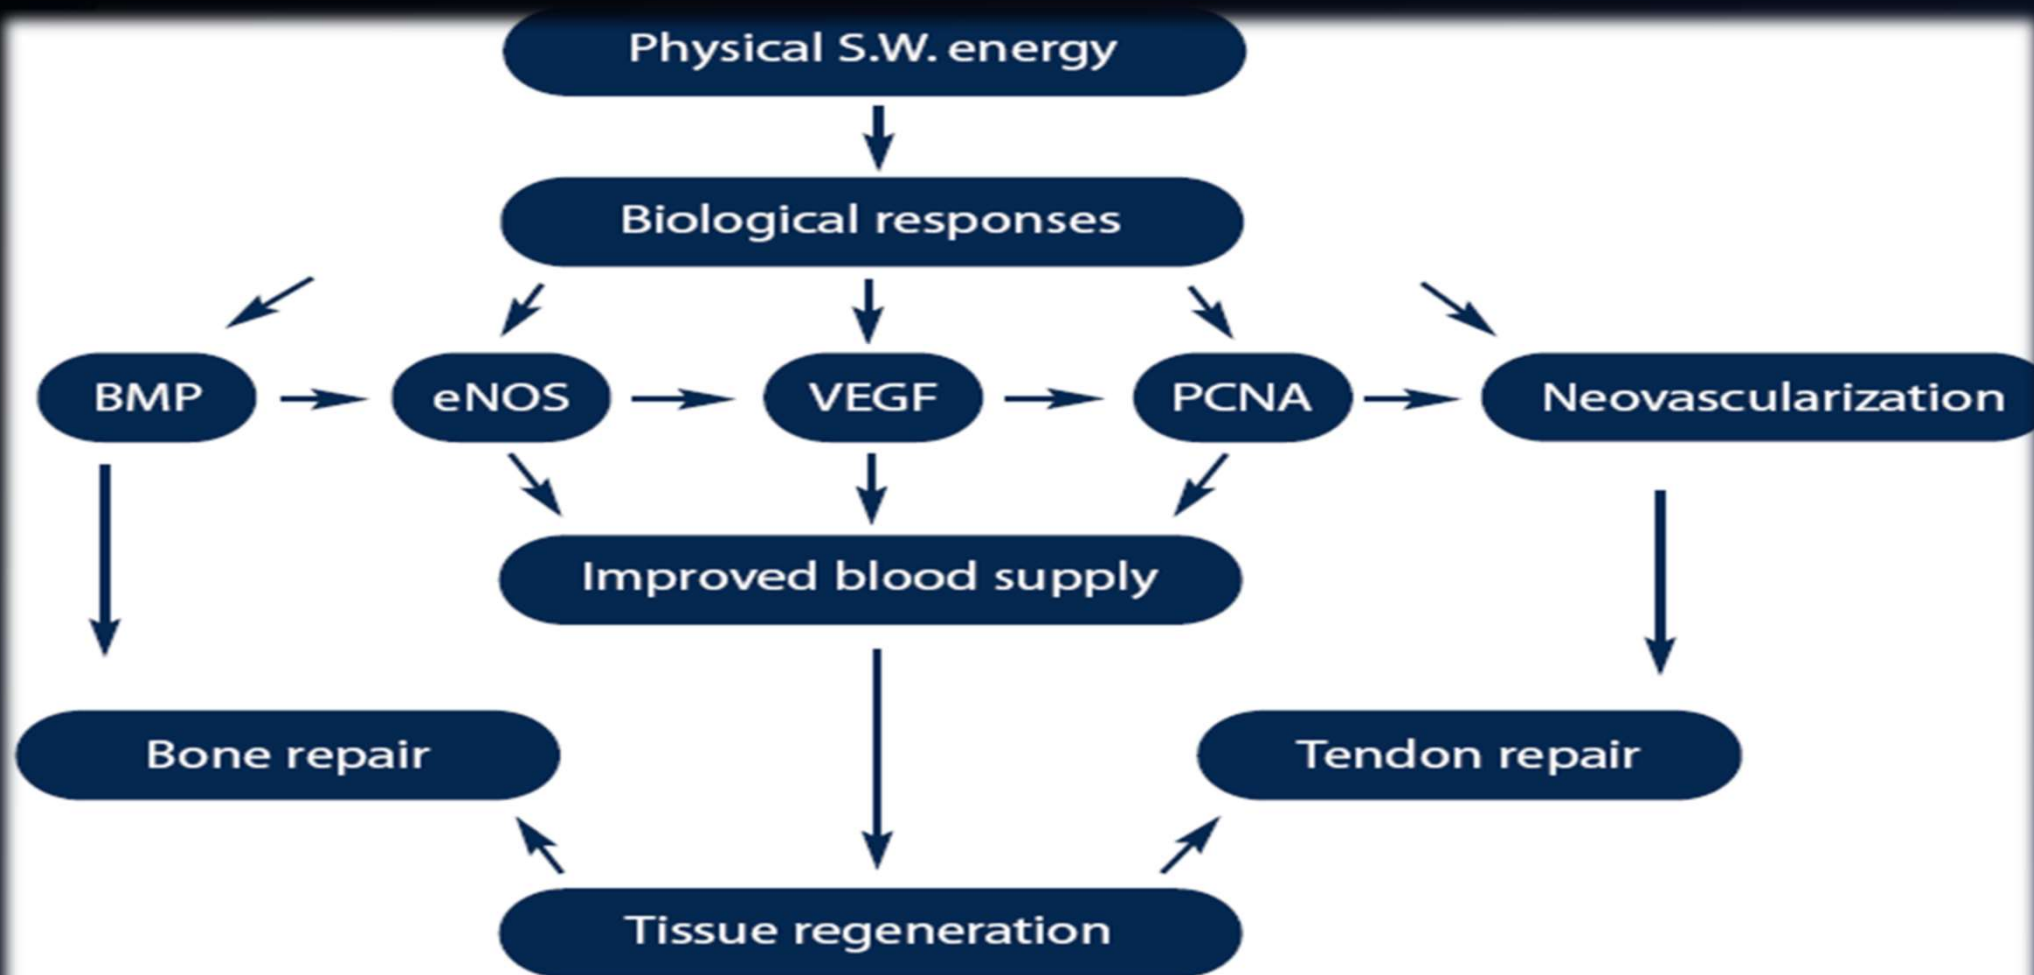 Physical S.W. energy
Biological responses
BMP
eNOS
VEGF
PCNA
Neovascularization
Improved blood supply
Bone repair
Tendon repair
Tissue regeneration